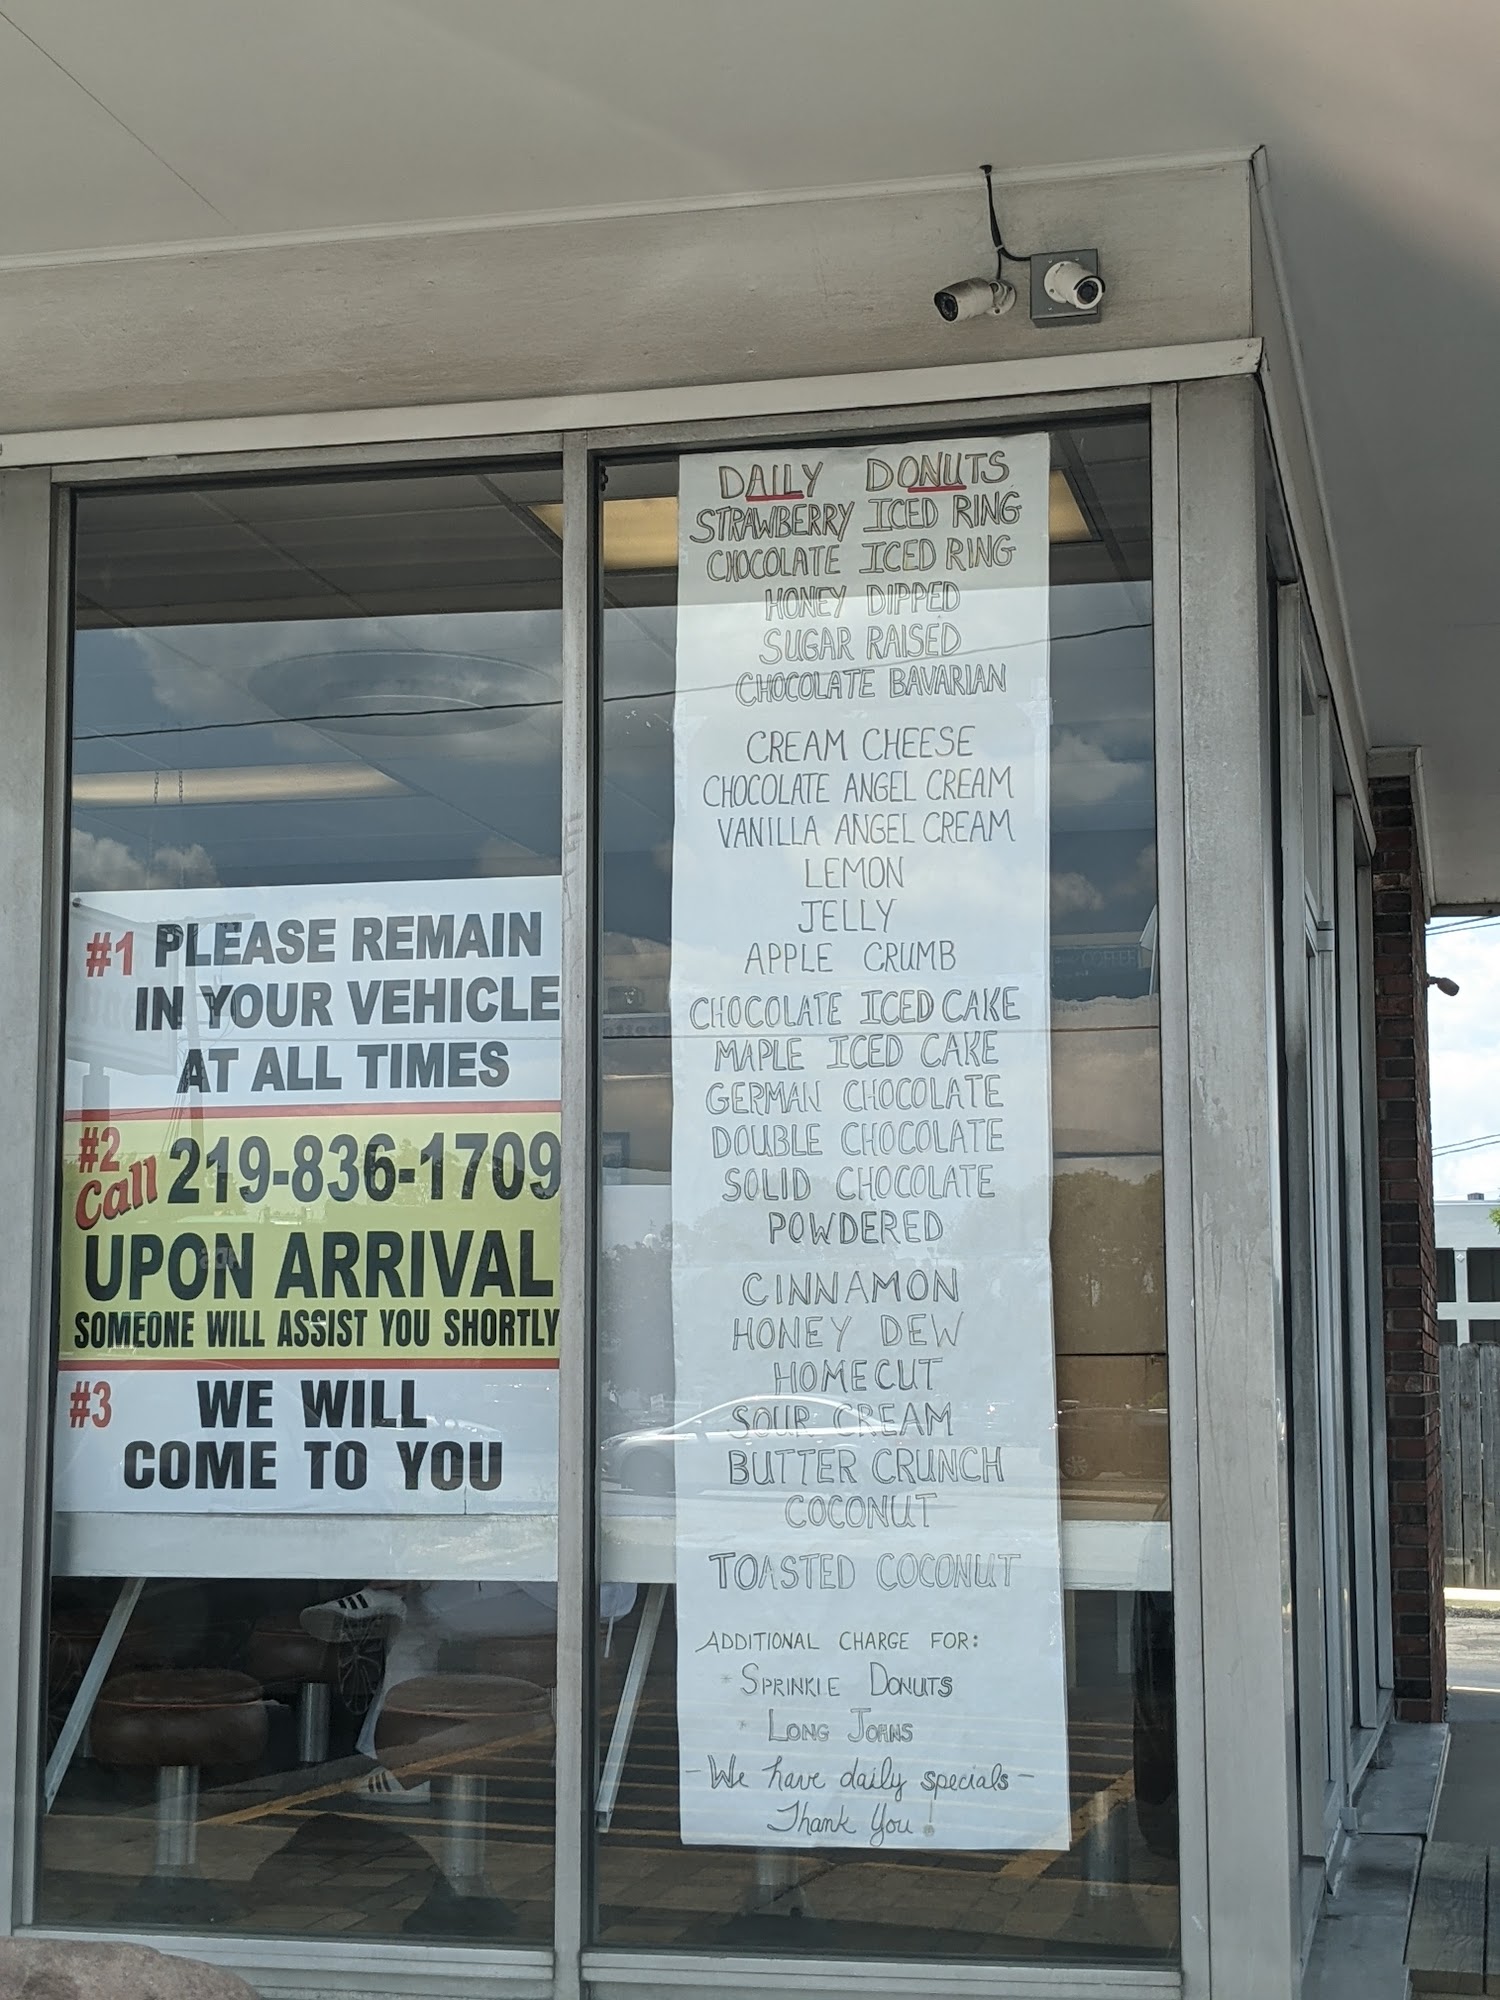 #1 PLEASE REMAIN
IN YOUR VEHICLE
AT ALL TIMES
#2
Call 219-836-1709
UPON ARRIVAL
SOMEONE WILL ASSIST YOU SHORTLY
#3 WE WILL
COME TO YOU
DAILY DONUTS
STRAWBERRY ICED RING
CHOCOLATE ICED RING
HONEY DIPPED
SUGAR RAISED
CHOCOLATE BAVARIAN
CREAM CHEESE
CHOCOLATE ANGEL CREAM
VANILLA ANGEL CREAM
LEMON
JELLY
APPLE CRUMB
CHOCOLATE ICED CAKE
MAPLE ICED CAKE
GERMAN CHOCOLATE
DOUBLE CHOCOLATE
SOLID CHOCOLATE
POWDERED
CINNAMON
HONEY DEW
HOMECUT
SOUR CREAM
BUTTER CRUNCH
COCONUT
TOASTED COCONUT
ADDITIONAL CHARGE FOR:
* SPRINKLE DONUTS
* LONG JOHNS
- We have daily specials -
Thank You!
COFFEE